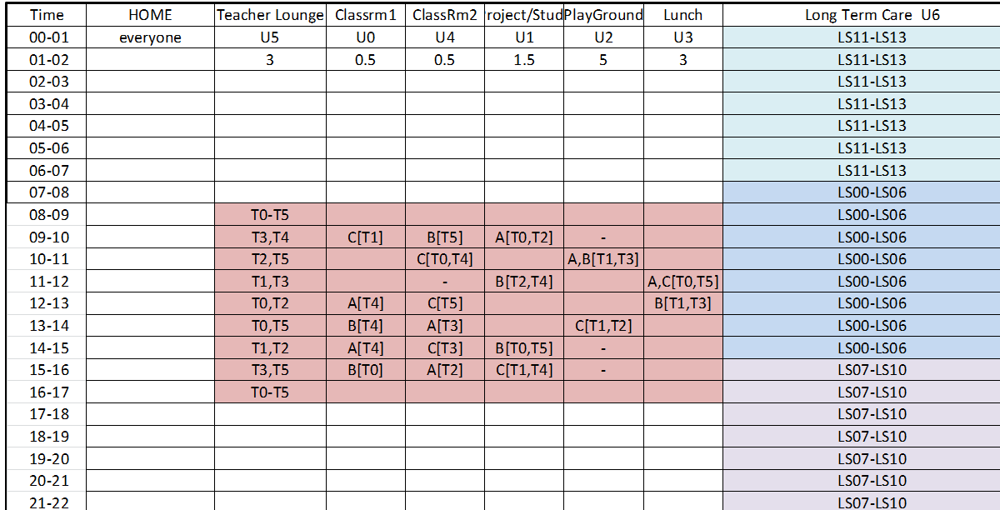 Time HOME Teacher Lounge Classrm1 ClassRm2 roject/Stud PlayGround Lunch Long Term Care U6
00-01 everyone U5 U0 U4 U1 U2 U3 LS11-LS13
01-02 3 0.5 0.5 1.5 5 3 LS11-LS13
02-03 LS11-LS13
03-04 LS11-LS13
04-05 LS11-LS13
05-06 LS11-LS13
06-07 LS11-LS13
07-08 LS00-LS06
08-09 T0-T5 LS00-LS06
09-10 T3,T4 C[T1] B[T5] A[T0,T2] - LS00-LS06
10-11 T2,T5 C[T0,T4] A,B[T1,T3] LS00-LS06
11-12 T1,T3 - B[T2,T4] A,C[T0,T5] LS00-LS06
12-13 T0,T2 A[T4] C[T5] B[T1,T3] LS00-LS06
13-14 T0,T5 B[T4] A[T3] C[T1,T2] LS00-LS06
14-15 T1,T2 A[T4] C[T3] B[T0,T5] - LS00-LS06
15-16 T3,T5 B[T0] A[T2] C[T1,T4] - LS07-LS10
16-17 T0-T5 LS07-LS10
17-18 LS07-LS10
18-19 LS07-LS10
19-20 LS07-LS10
20-21 LS07-LS10
21-22 LS07-LS10